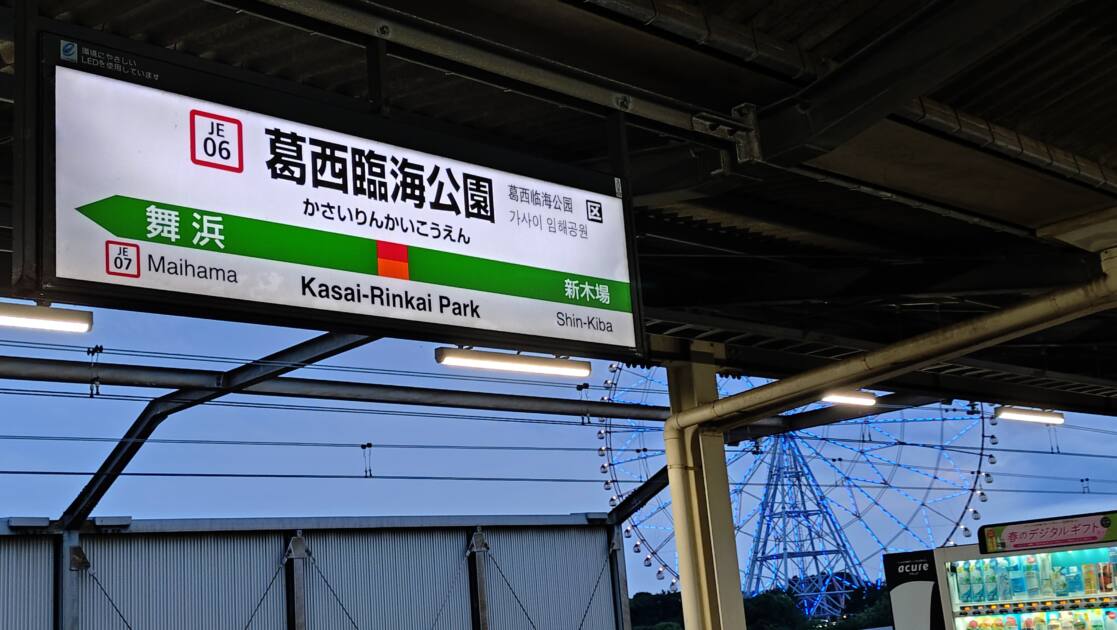 環境にやさしい
LEDを使用しています
JE
06
葛西臨海公園
かさいりんかいこうえん
葛西临海公园
가사이 임해공원
区
舞浜
JE
07
Maihama
Kasai-Rinkai Park
新木場
Shin-Kiba
acure
春のデジタルギフト